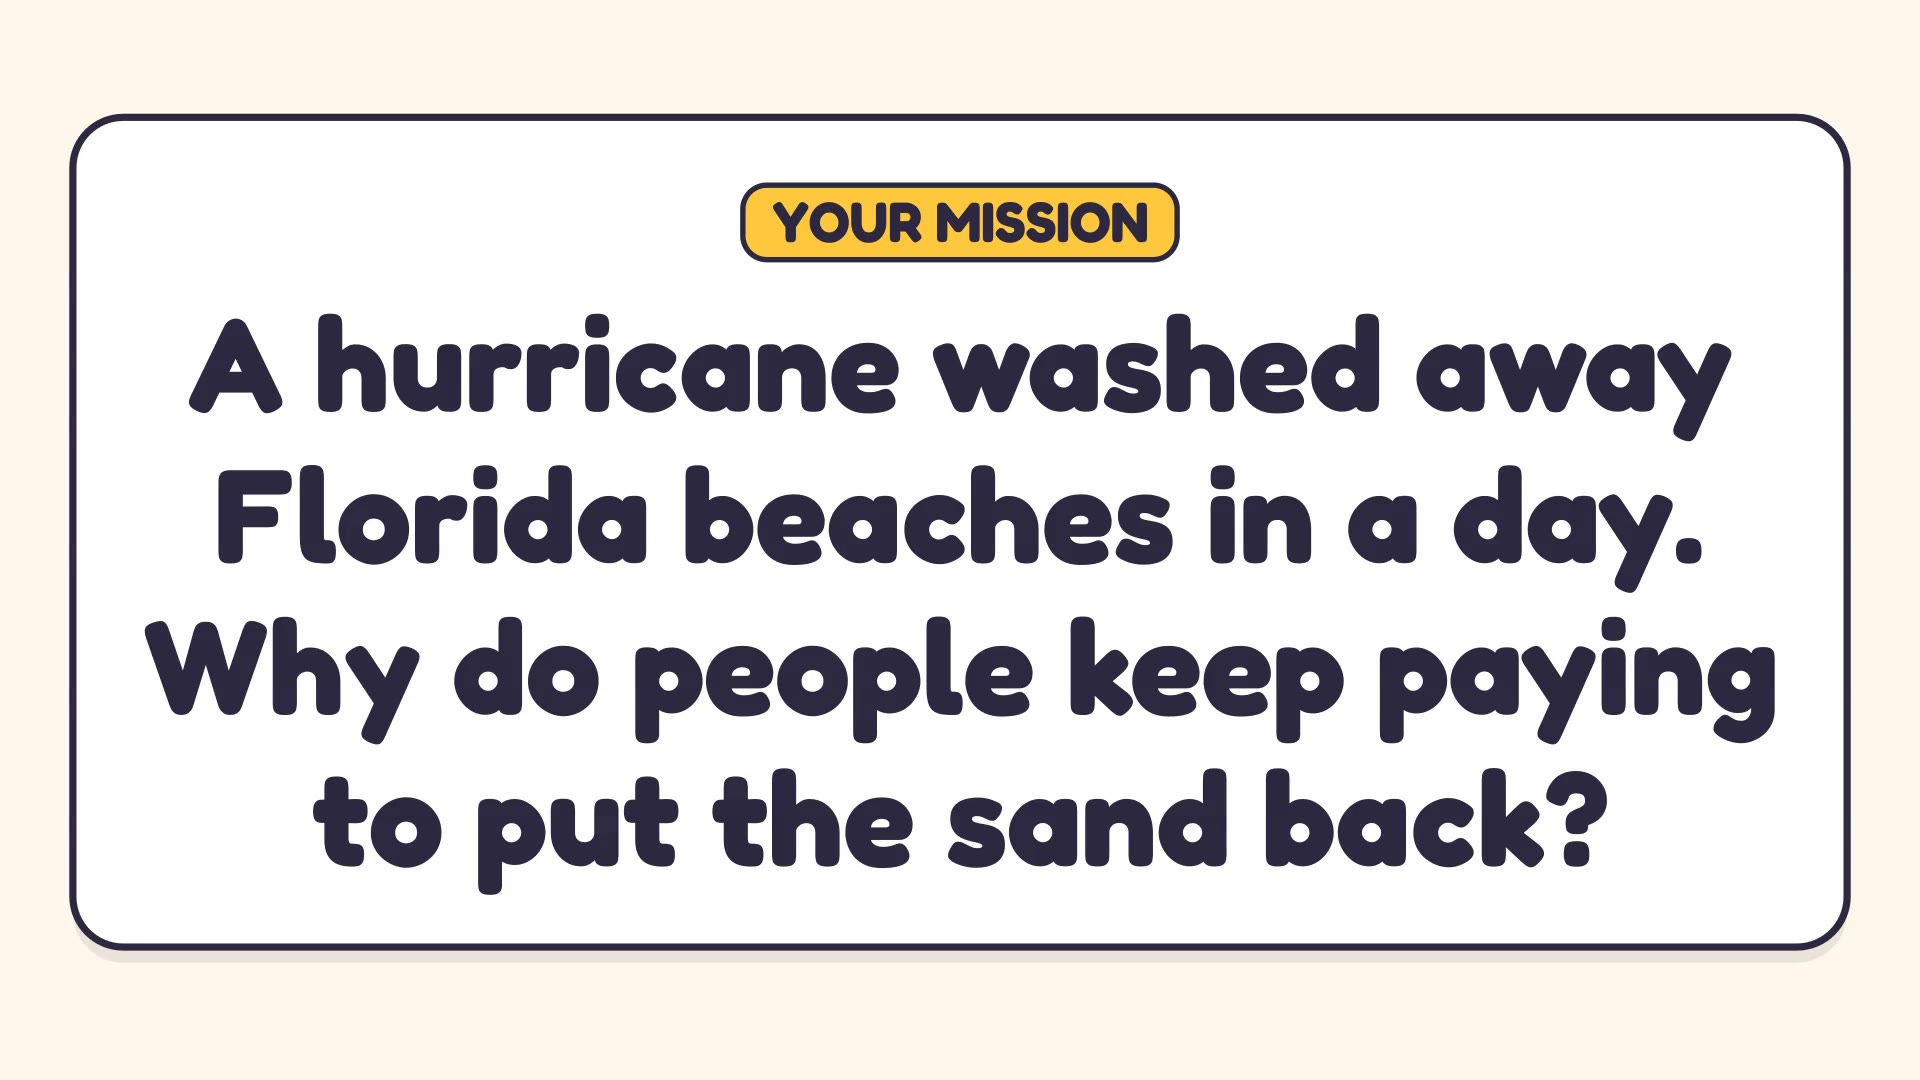 YOUR MISSION
A hurricane washed away
Florida beaches in a day.
Why do people keep paying
to put the sand back?